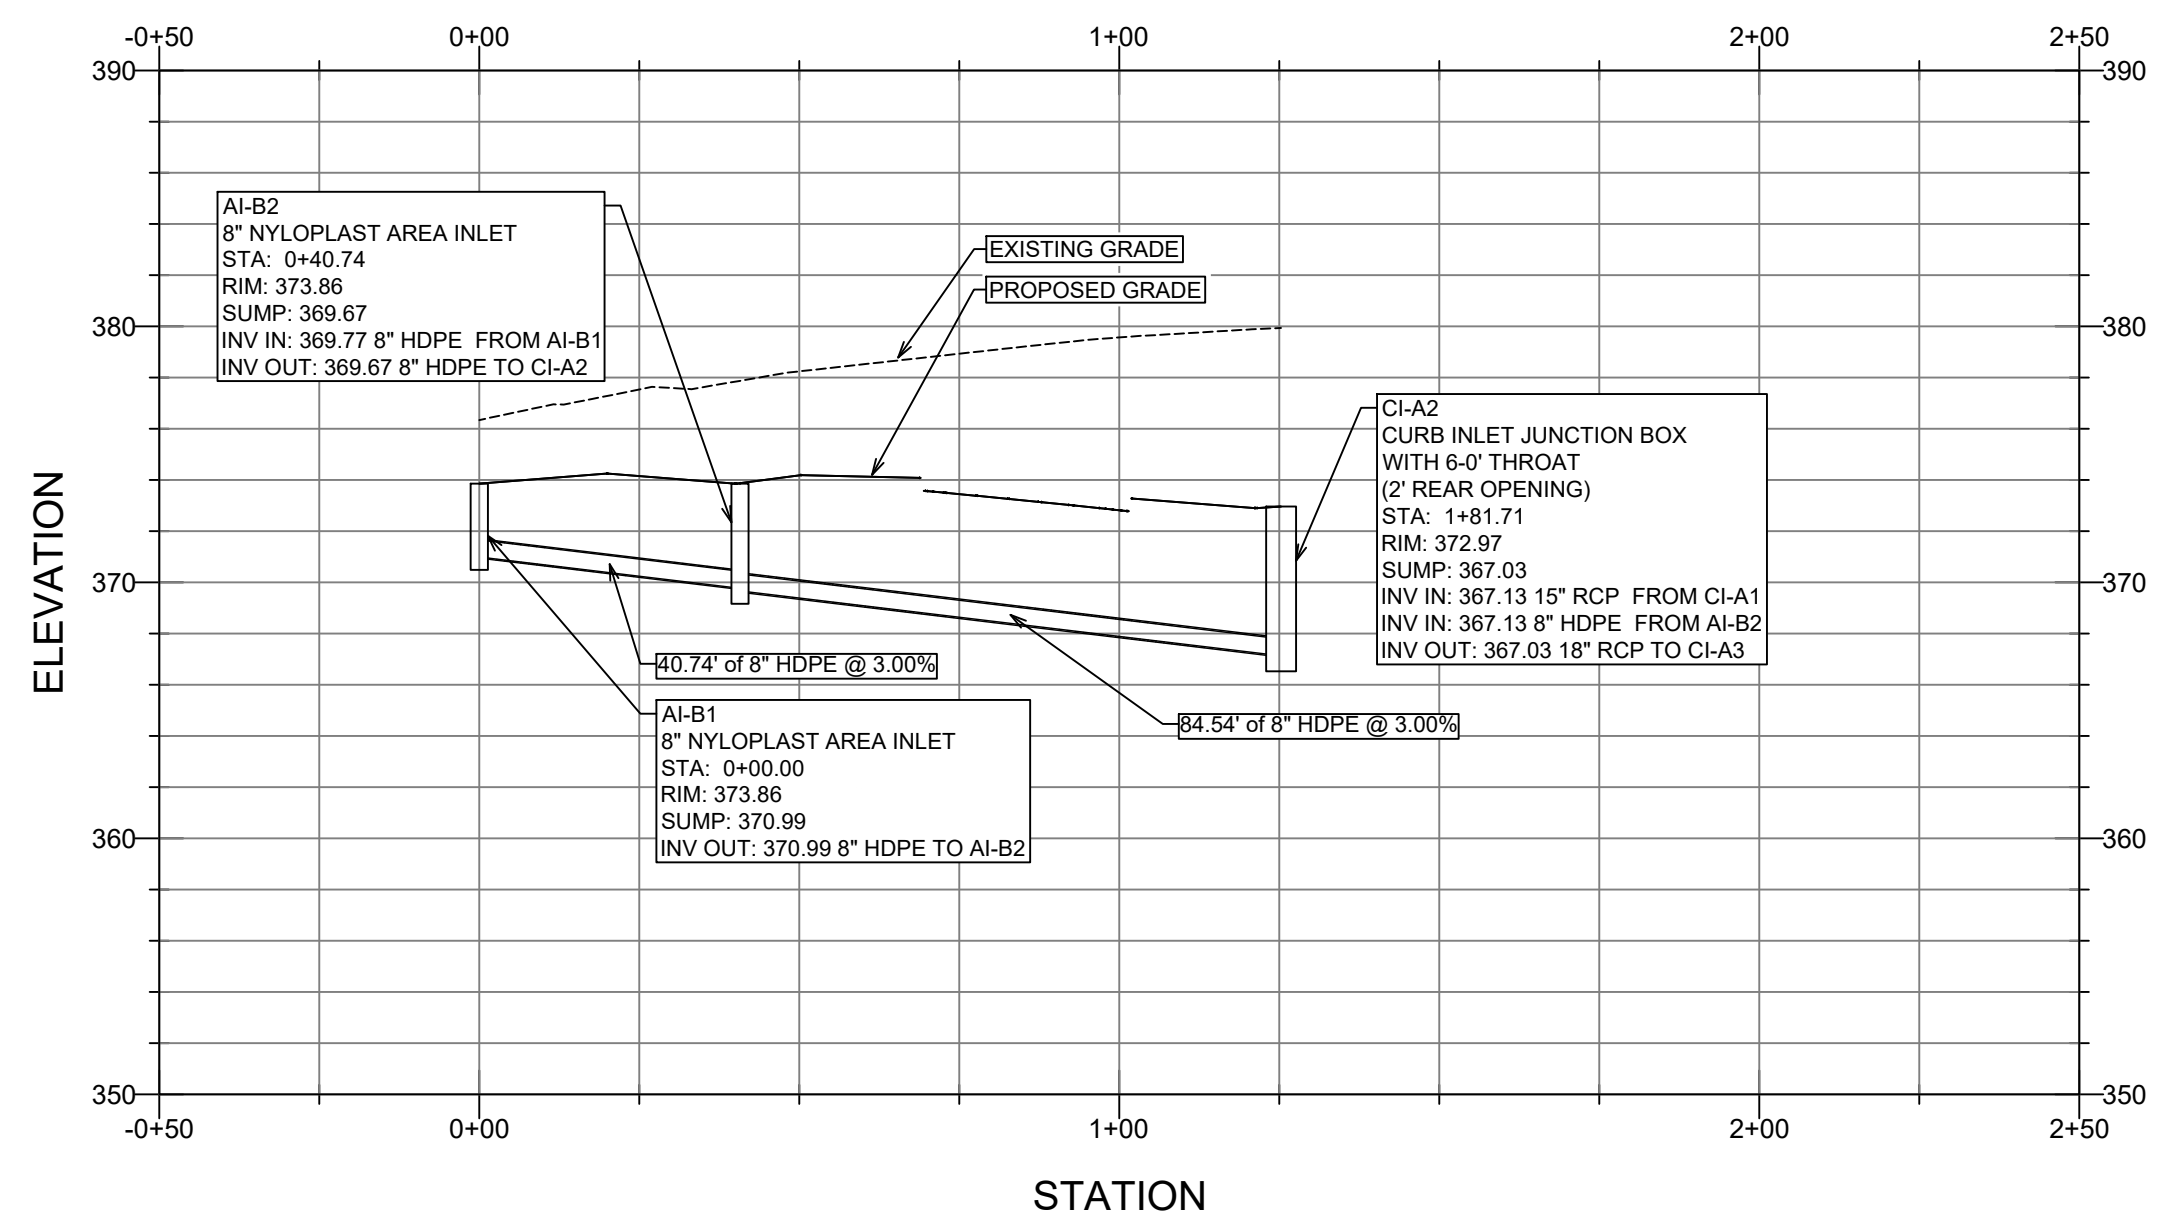 -0+50 0+00 1+00 2+00 2+50
390 390
AI-B2
8" NYLOPLAST AREA INLET
STA: 0+40.74
RIM: 373.86
SUMP: 369.67
INV IN: 369.77 8" HDPE FROM AI-B1
INV OUT: 369.67 8" HDPE TO CI-A2
EXISTING GRADE
PROPOSED GRADE
380 380
CI-A2
CURB INLET JUNCTION BOX
WITH 6-0' THROAT
(2' REAR OPENING)
STA: 1+81.71
RIM: 372.97
SUMP: 367.03
INV IN: 367.13 15" RCP FROM CI-A1
INV IN: 367.13 8" HDPE FROM AI-B2
INV OUT: 367.03 18" RCP TO CI-A3
ELEVATION
370 370
40.74' of 8" HDPE @ 3.00%
AI-B1
8" NYLOPLAST AREA INLET
STA: 0+00.00
RIM: 373.86
SUMP: 370.99
INV OUT: 370.99 8" HDPE TO AI-B2
84.54' of 8" HDPE @ 3.00%
360 360
350 350
-0+50 0+00 1+00 2+00 2+50
STATION